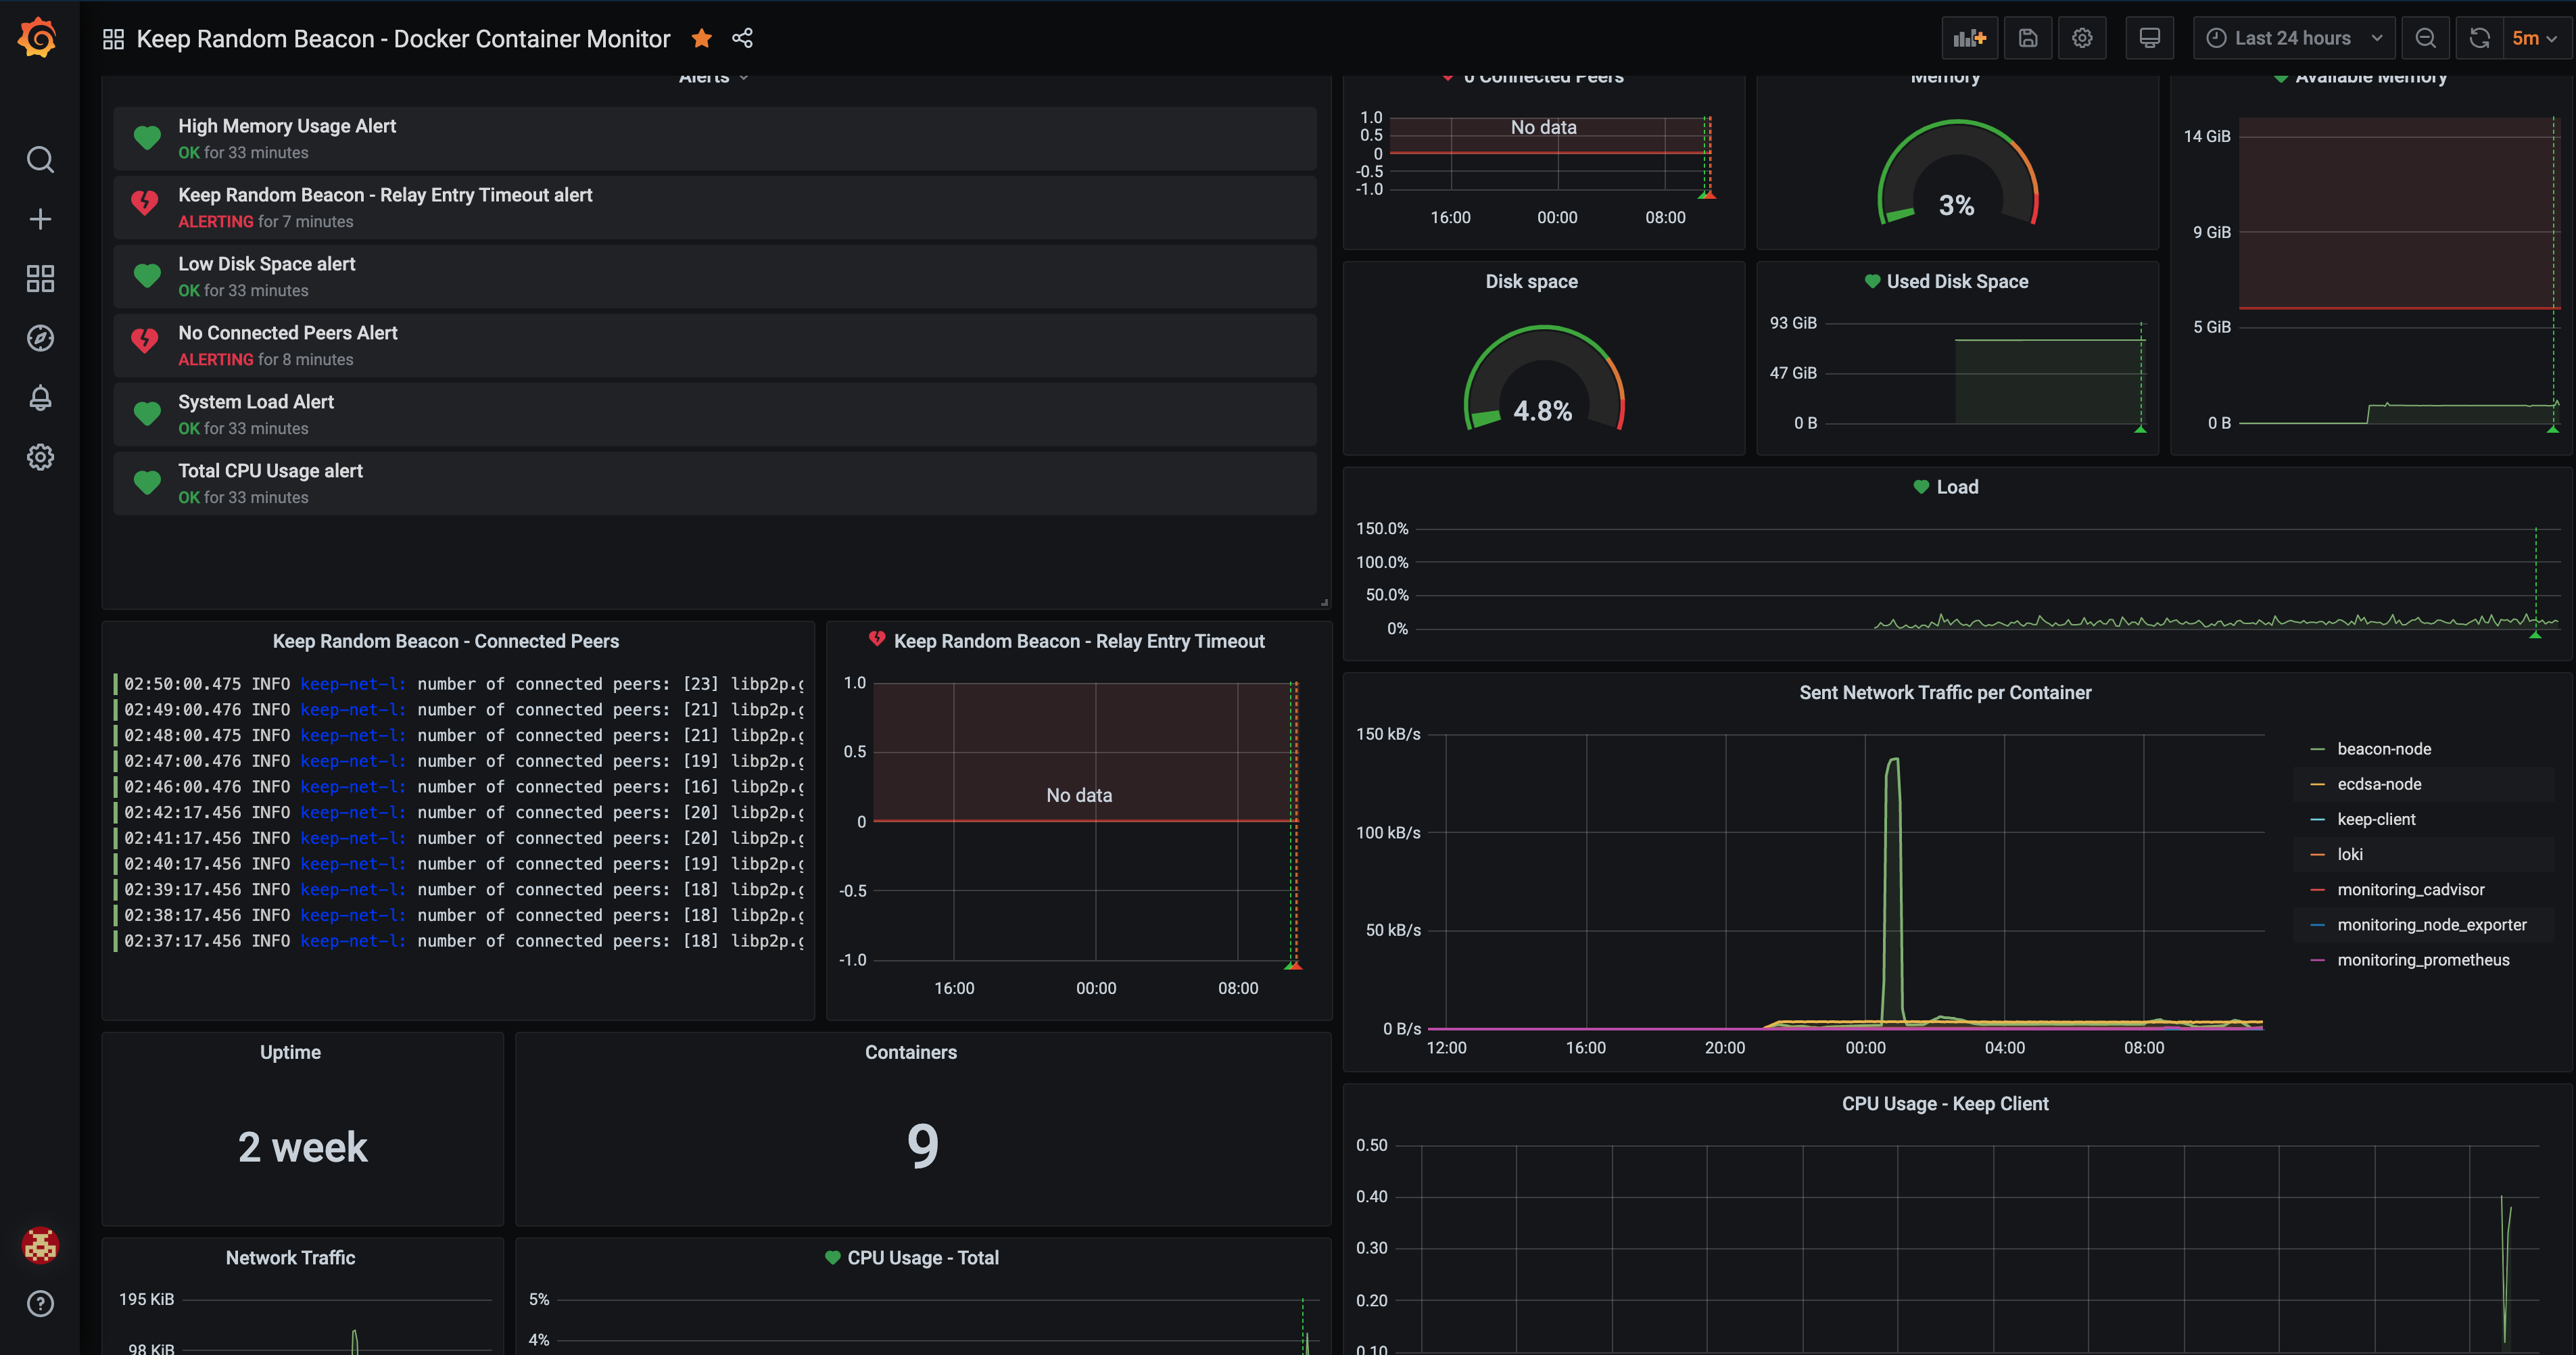 Keep Random Beacon - Docker Container Monitor
Last 24 hours
5m
Alerts
High Memory Usage Alert
OK for 33 minutes
Keep Random Beacon - Relay Entry Timeout alert
ALERTING for 7 minutes
Low Disk Space alert
OK for 33 minutes
No Connected Peers Alert
ALERTING for 8 minutes
System Load Alert
OK for 33 minutes
Total CPU Usage alert
OK for 33 minutes
0 Connected Peers
1.0
0.5
0
-0.5
-1.0
No data
16:00 00:00 08:00
Memory
3%
Available Memory
14 GiB
9 GiB
5 GiB
0 B
Disk space
4.8%
Used Disk Space
93 GiB
47 GiB
0 B
Load
150.0%
100.0%
50.0%
0%
Keep Random Beacon - Connected Peers
02:50:00.475 INFO keep-net-l: number of connected peers: [23] libp2p.g
02:49:00.476 INFO keep-net-l: number of connected peers: [21] libp2p.g
02:48:00.475 INFO keep-net-l: number of connected peers: [21] libp2p.g
02:47:00.476 INFO keep-net-l: number of connected peers: [19] libp2p.g
02:46:00.476 INFO keep-net-l: number of connected peers: [16] libp2p.g
02:42:17.456 INFO keep-net-l: number of connected peers: [20] libp2p.g
02:41:17.456 INFO keep-net-l: number of connected peers: [20] libp2p.g
02:40:17.456 INFO keep-net-l: number of connected peers: [19] libp2p.g
02:39:17.456 INFO keep-net-l: number of connected peers: [18] libp2p.g
02:38:17.456 INFO keep-net-l: number of connected peers: [18] libp2p.g
02:37:17.456 INFO keep-net-l: number of connected peers: [18] libp2p.g
Keep Random Beacon - Relay Entry Timeout
1.0
0.5
0
-0.5
-1.0
No data
16:00 00:00 08:00
Sent Network Traffic per Container
150 kB/s
100 kB/s
50 kB/s
0 B/s
12:00 16:00 20:00 00:00 04:00 08:00
beacon-node
ecdsa-node
keep-client
loki
monitoring_cadvisor
monitoring_node_exporter
monitoring_prometheus
Uptime
2 week
Containers
9
CPU Usage - Keep Client
0.50
0.40
0.30
0.20
0.10
Network Traffic
195 KiB
98 KiB
CPU Usage - Total
5%
4%